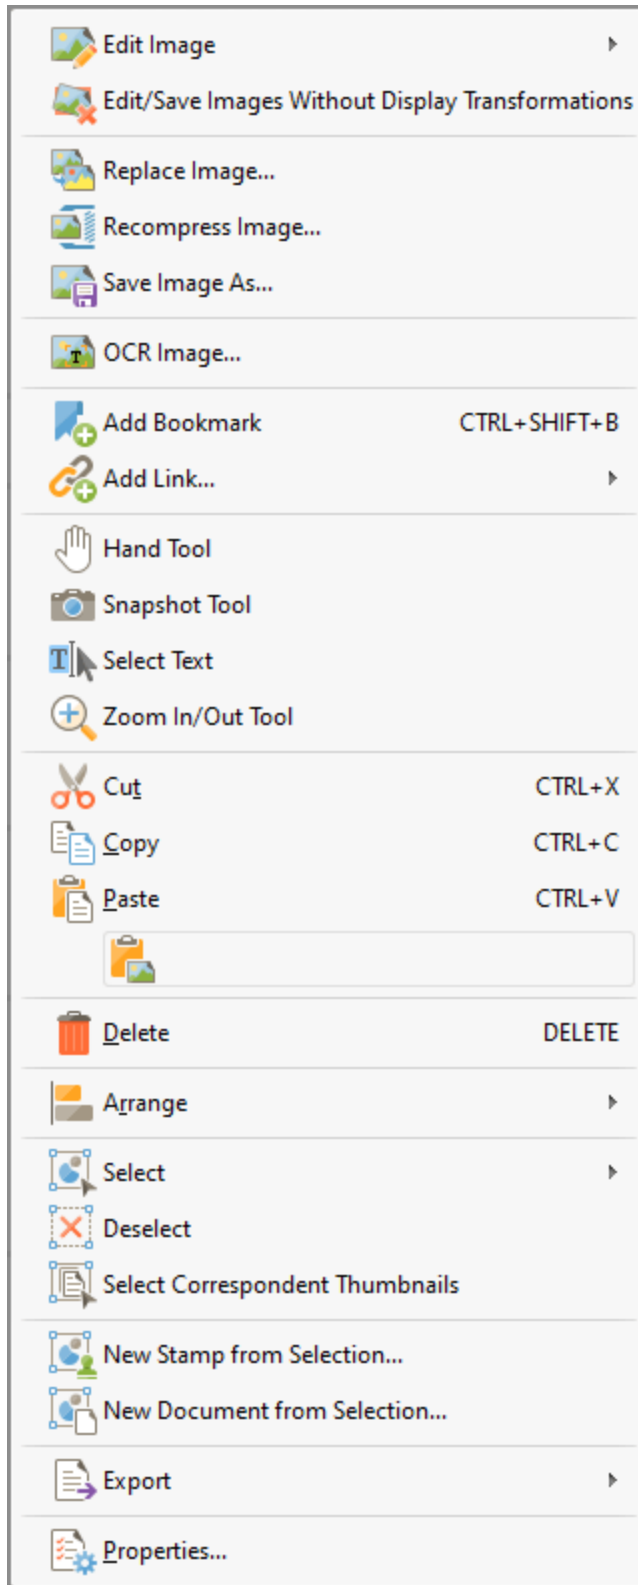 Edit Image
Edit/Save Images Without Display Transformations
Replace Image...
Recompress Image...
Save Image As...
OCR Image...
Add Bookmark CTRL+SHIFT+B
Add Link...
Hand Tool
Snapshot Tool
Select Text
Zoom In/Out Tool
Cut CTRL+X
Copy CTRL+C
Paste CTRL+V
Delete DELETE
Arrange
Select
Deselect
Select Correspondent Thumbnails
New Stamp from Selection...
New Document from Selection...
Export
Properties...